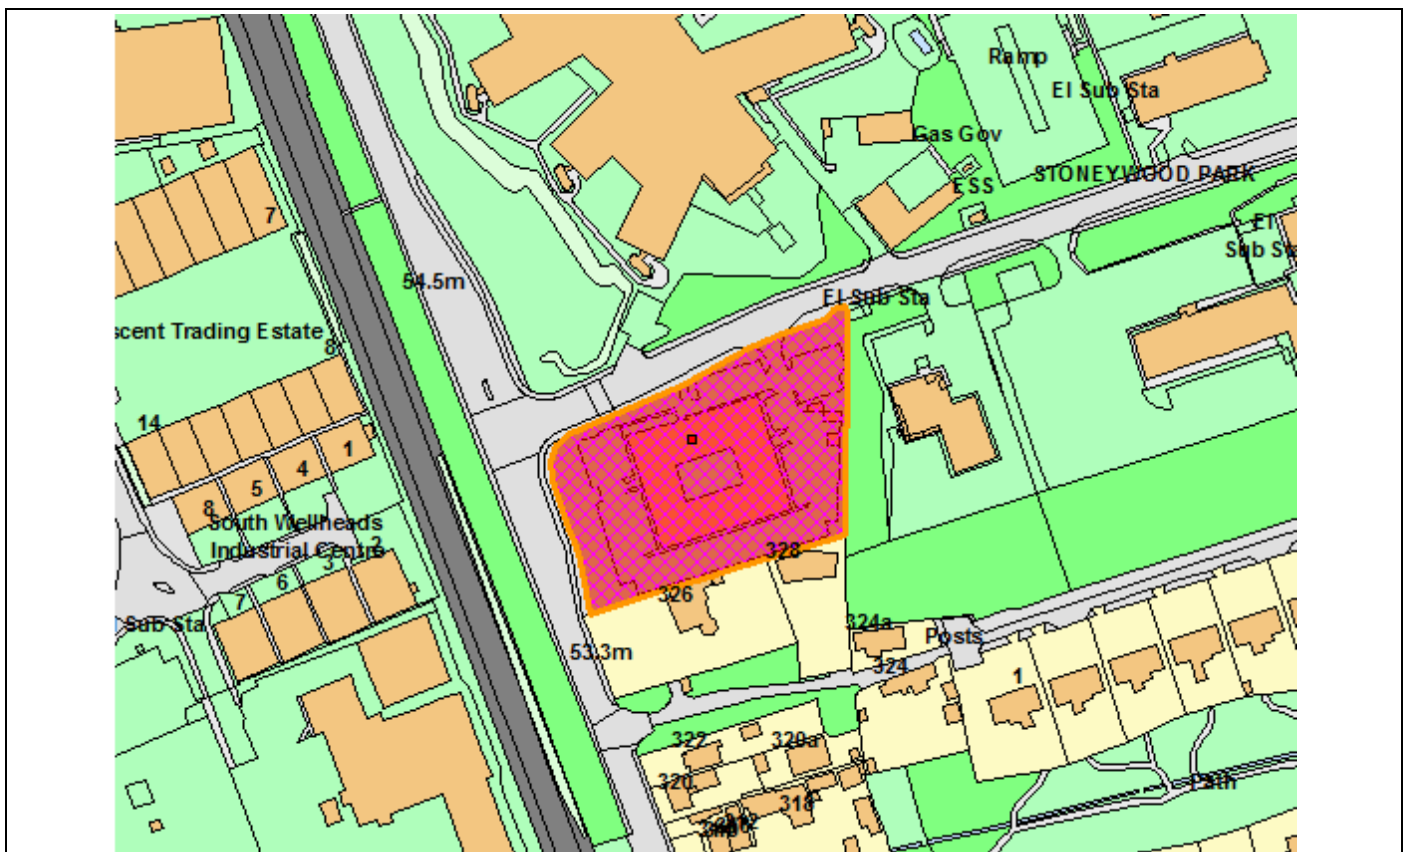 Ramp
El Sub Sta
Gas Gov
STONEYWOOD PARK
ESS
7
El
Sub Sta
54.5m
El Sub Sta
scent Trading Estate
8
14
1
4
5
8
South Wellheads
Industrial Centre
2
3
6
7
328
326
Sub Sta
324a
Posts
53.3m
324
1
322
320a
320
318
Path